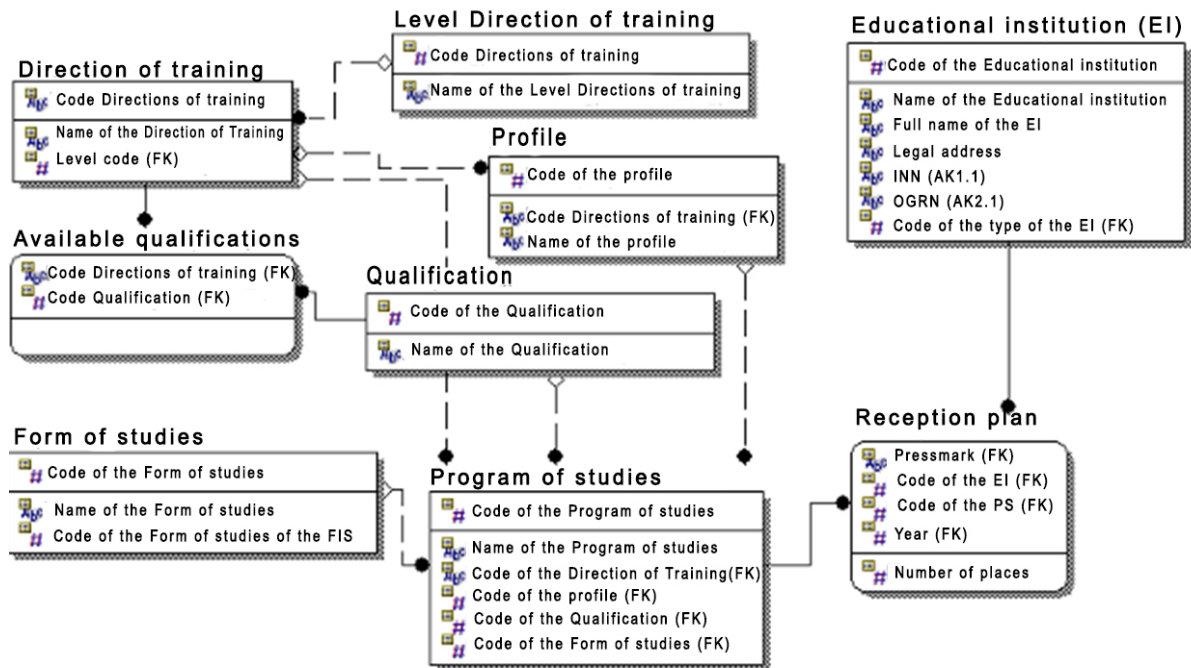 Level Direction of training
Code Directions of training
Name of the Level Directions of training
Direction of training
Code Directions of training
Name of the Direction of Training
Level code (FK)
Profile
Code of the profile
Code Directions of training (FK)
Name of the profile
Educational institution (EI)
Code of the Educational institution
Name of the Educational institution
Full name of the EI
Legal address
INN (AK1.1)
OGRN (AK2.1)
Code of the type of the EI (FK)
Available qualifications
Code Directions of training (FK)
Code Qualification (FK)
Qualification
Code of the Qualification
Name of the Qualification
Form of studies
Code of the Form of studies
Name of the Form of studies
Code of the Form of studies of the FIS
Program of studies
Code of the Program of studies
Name of the Program of studies
Code of the Direction of Training(FK)
Code of the profile (FK)
Code of the Qualification (FK)
Code of the Form of studies (FK)
Reception plan
Pressmark (FK)
Code of the EI (FK)
Code of the PS (FK)
Year (FK)
Number of places